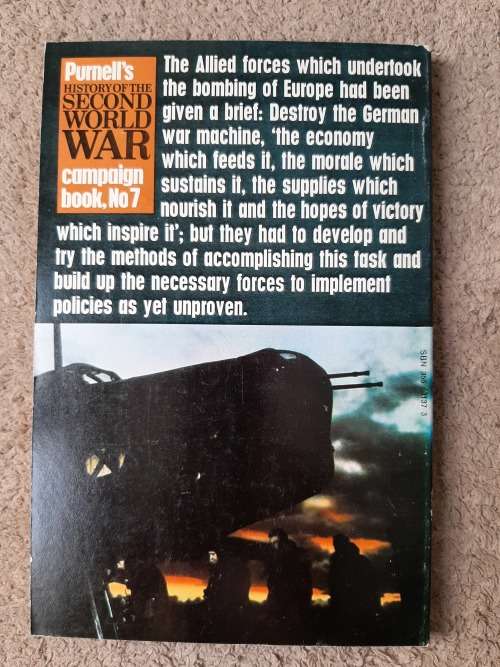 Purnell's
HISTORY OF THE
SECOND
WORLD
WAR
campaign
book, No7
The Allied forces which undertook
the bombing of Europe had been
given a brief: Destroy the German
war machine, 'the economy
which feeds it, the morale which
sustains it, the supplies which
nourish it and the hopes of victory
which inspire it'; but they had to develop and
try the methods of accomplishing this task and
build up the necessary forces to implement
policies as yet unproven.
SBN